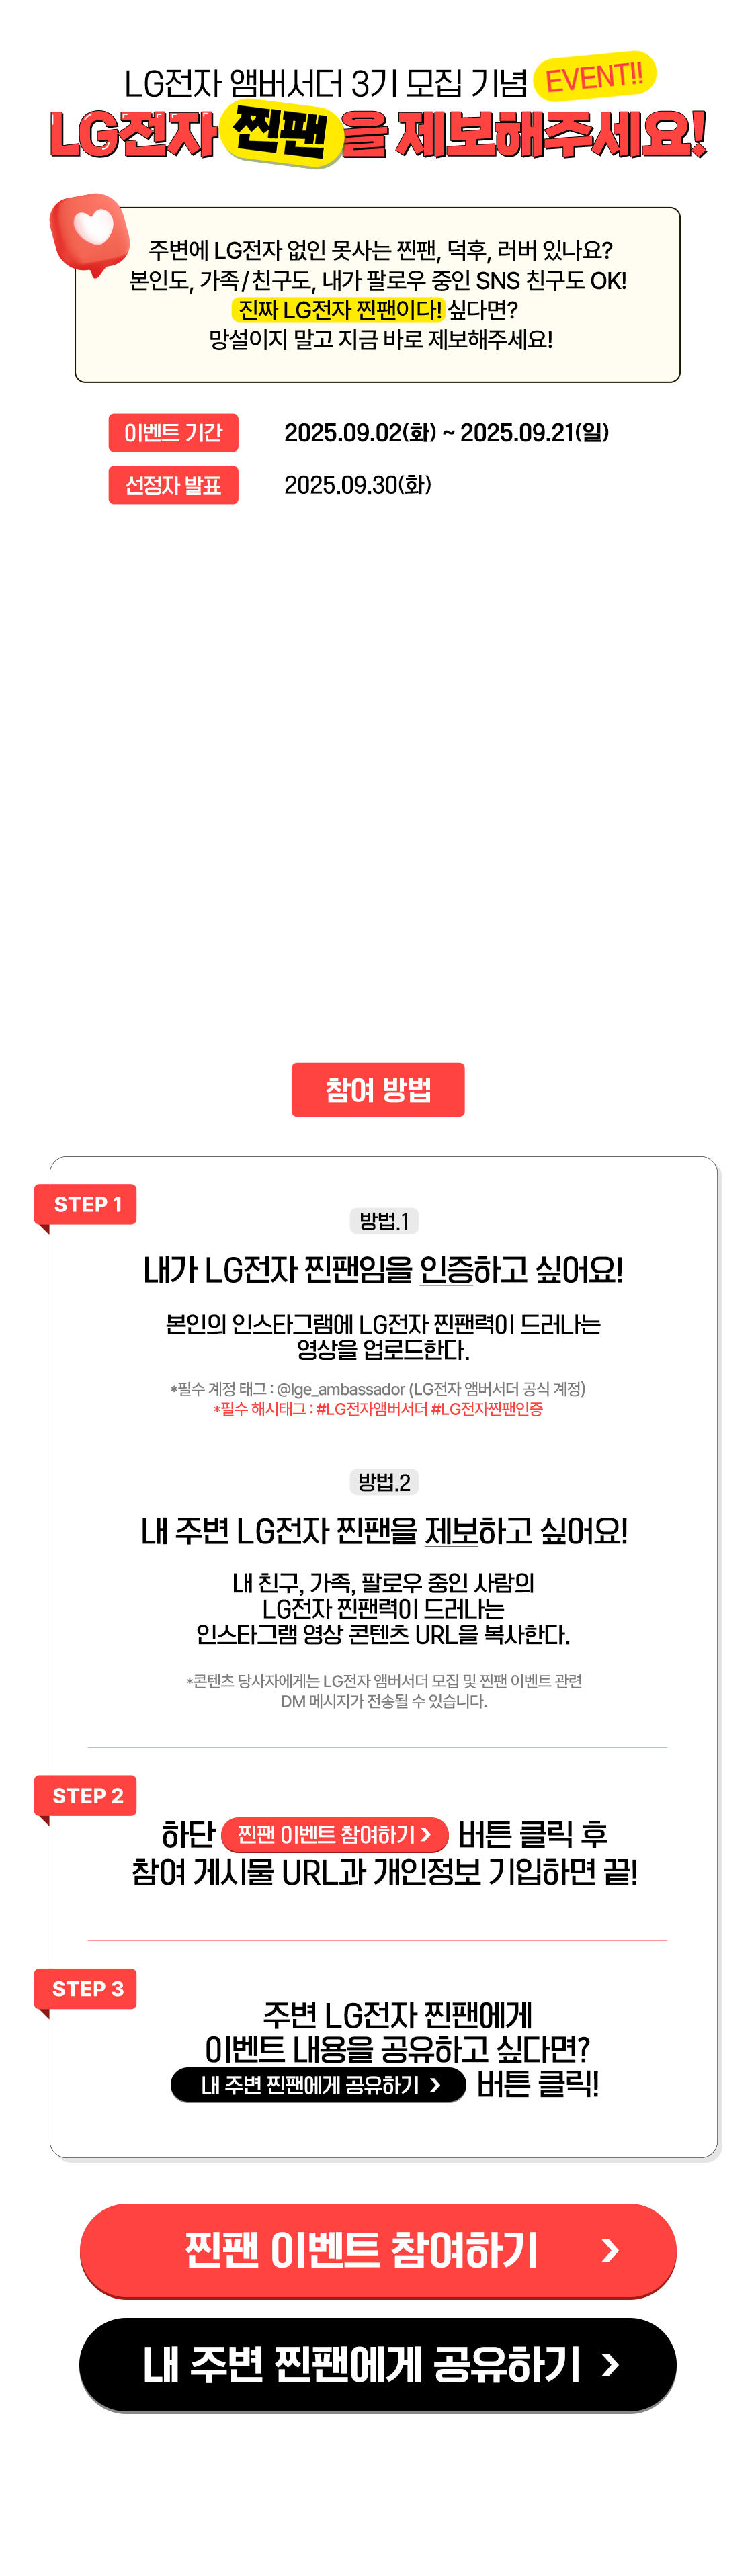 LG전자 앰버서더 3기 모집 기념 EVENT!!
LG전자 찐팬을 제보해주세요!
주변에 LG전자 없인 못사는 찐팬, 덕후, 러버 있나요?
본인도, 가족/친구도, 내가 팔로우 중인 SNS 친구도 OK!
진짜 LG전자 찐팬이다! 싶다면?
망설이지 말고 지금 바로 제보해주세요!
이벤트 기간 2025.09.02(화) ~ 2025.09.21(일)
선정자 발표 2025.09.30(화)
참여 방법
STEP 1
방법.1
내가 LG전자 찐팬임을 인증하고 싶어요!
본인의 인스타그램에 LG전자 찐팬력이 드러나는
영상을 업로드한다.
*필수 계정 태그 : @lge_ambassador (LG전자 앰버서더 공식 계정)
*필수 해시태그 : #LG전자앰버서더 #LG전자찐팬인증
방법.2
내 주변 LG전자 찐팬을 제보하고 싶어요!
내 친구, 가족, 팔로우 중인 사람의
LG전자 찐팬력이 드러나는
인스타그램 영상 콘텐츠 URL을 복사한다.
*콘텐츠 당사자에게는 LG전자 앰버서더 모집 및 찐팬 이벤트 관련
DM 메시지가 전송될 수 있습니다.
STEP 2
하단 찐팬 이벤트 참여하기 > 버튼 클릭 후
참여 게시물 URL과 개인정보 기입하면 끝!
STEP 3
주변 LG전자 찐팬에게
이벤트 내용을 공유하고 싶다면?
내 주변 찐팬에게 공유하기 > 버튼 클릭!
찐팬 이벤트 참여하기 >
내 주변 찐팬에게 공유하기 >